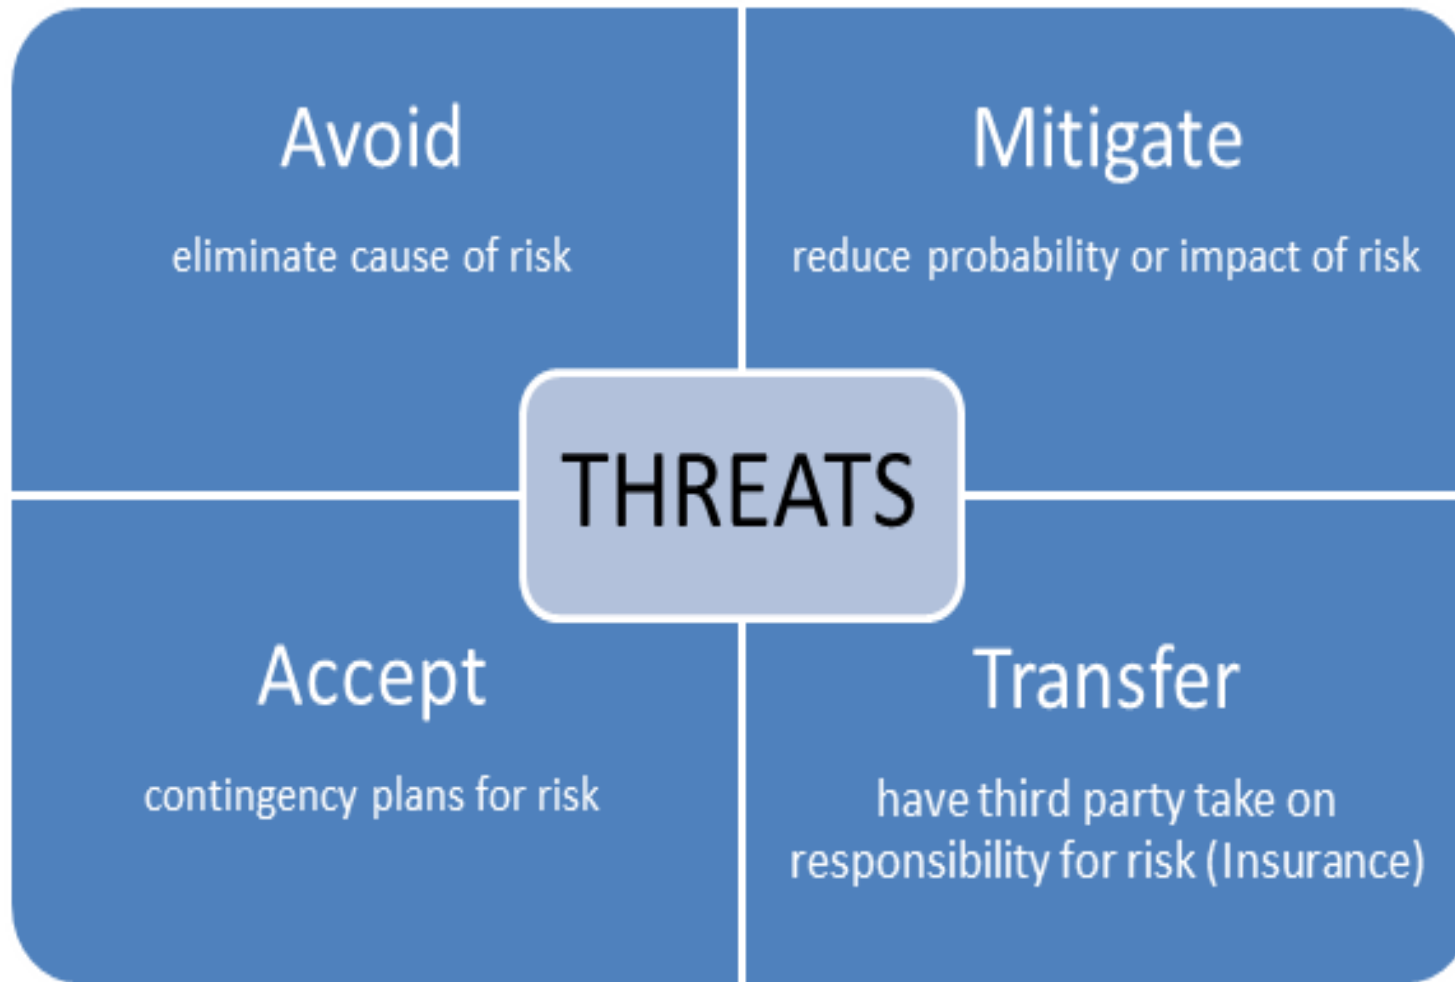 Avoid
eliminate cause of risk
Mitigate
reduce probability or impact of risk
THREATS
Accept
contingency plans for risk
Transfer
have third party take on
responsibility for risk (Insurance)